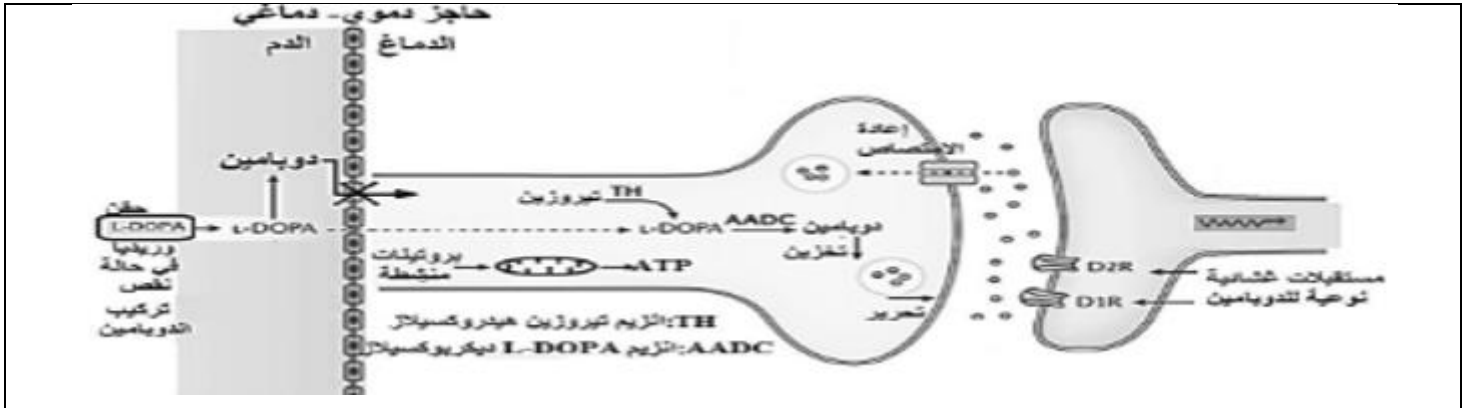 حاجز دموي- دماغي
الدم
الدماغ
دوبامين
حقن
L-DOPA
وريديا
في حالة
نقص
تركيب
الدوبامين
L-DOPA
تيروزين
TH
L-DOPA
AADC
دوبامين
تخزين
تحرير
إعادة
الامتصاص
بروتينات
منشطة
ATP
TH:انزيم تيروزين هيدروكسيلاز
AADC:انزيم L-DOPA ديكربوكسيلاز
D2R
D1R
مستقبلات غشائية
نوعية للدوبامين